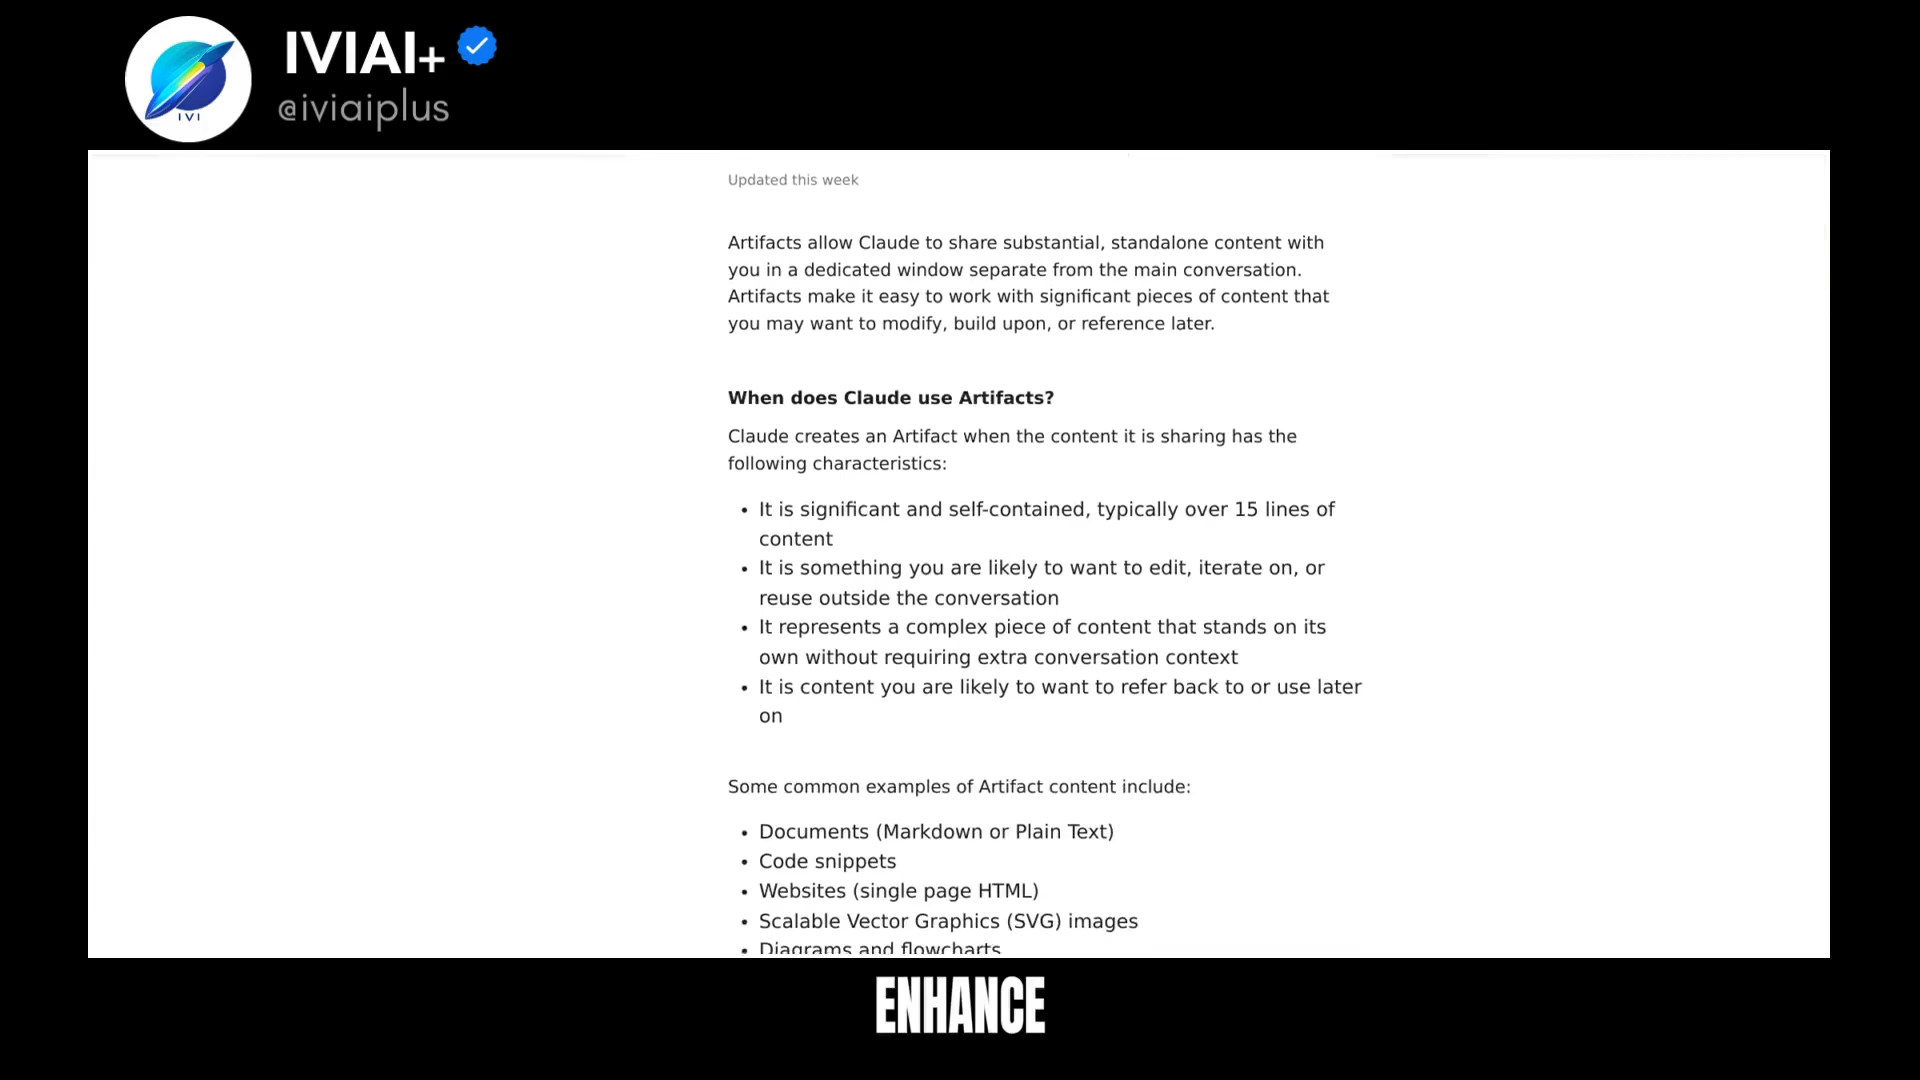 IVIAI+
@iviaiplus
IVI
Updated this week
Artifacts allow Claude to share substantial, standalone content with
you in a dedicated window separate from the main conversation.
Artifacts make it easy to work with significant pieces of content that
you may want to modify, build upon, or reference later.
When does Claude use Artifacts?
Claude creates an Artifact when the content it is sharing has the
following characteristics:
• It is significant and self-contained, typically over 15 lines of
content
• It is something you are likely to want to edit, iterate on, or
reuse outside the conversation
• It represents a complex piece of content that stands on its
own without requiring extra conversation context
• It is content you are likely to want to refer back to or use later
on
Some common examples of Artifact content include:
• Documents (Markdown or Plain Text)
• Code snippets
• Websites (single page HTML)
• Scalable Vector Graphics (SVG) images
• Diagrams and flowcharts
ENHANCE